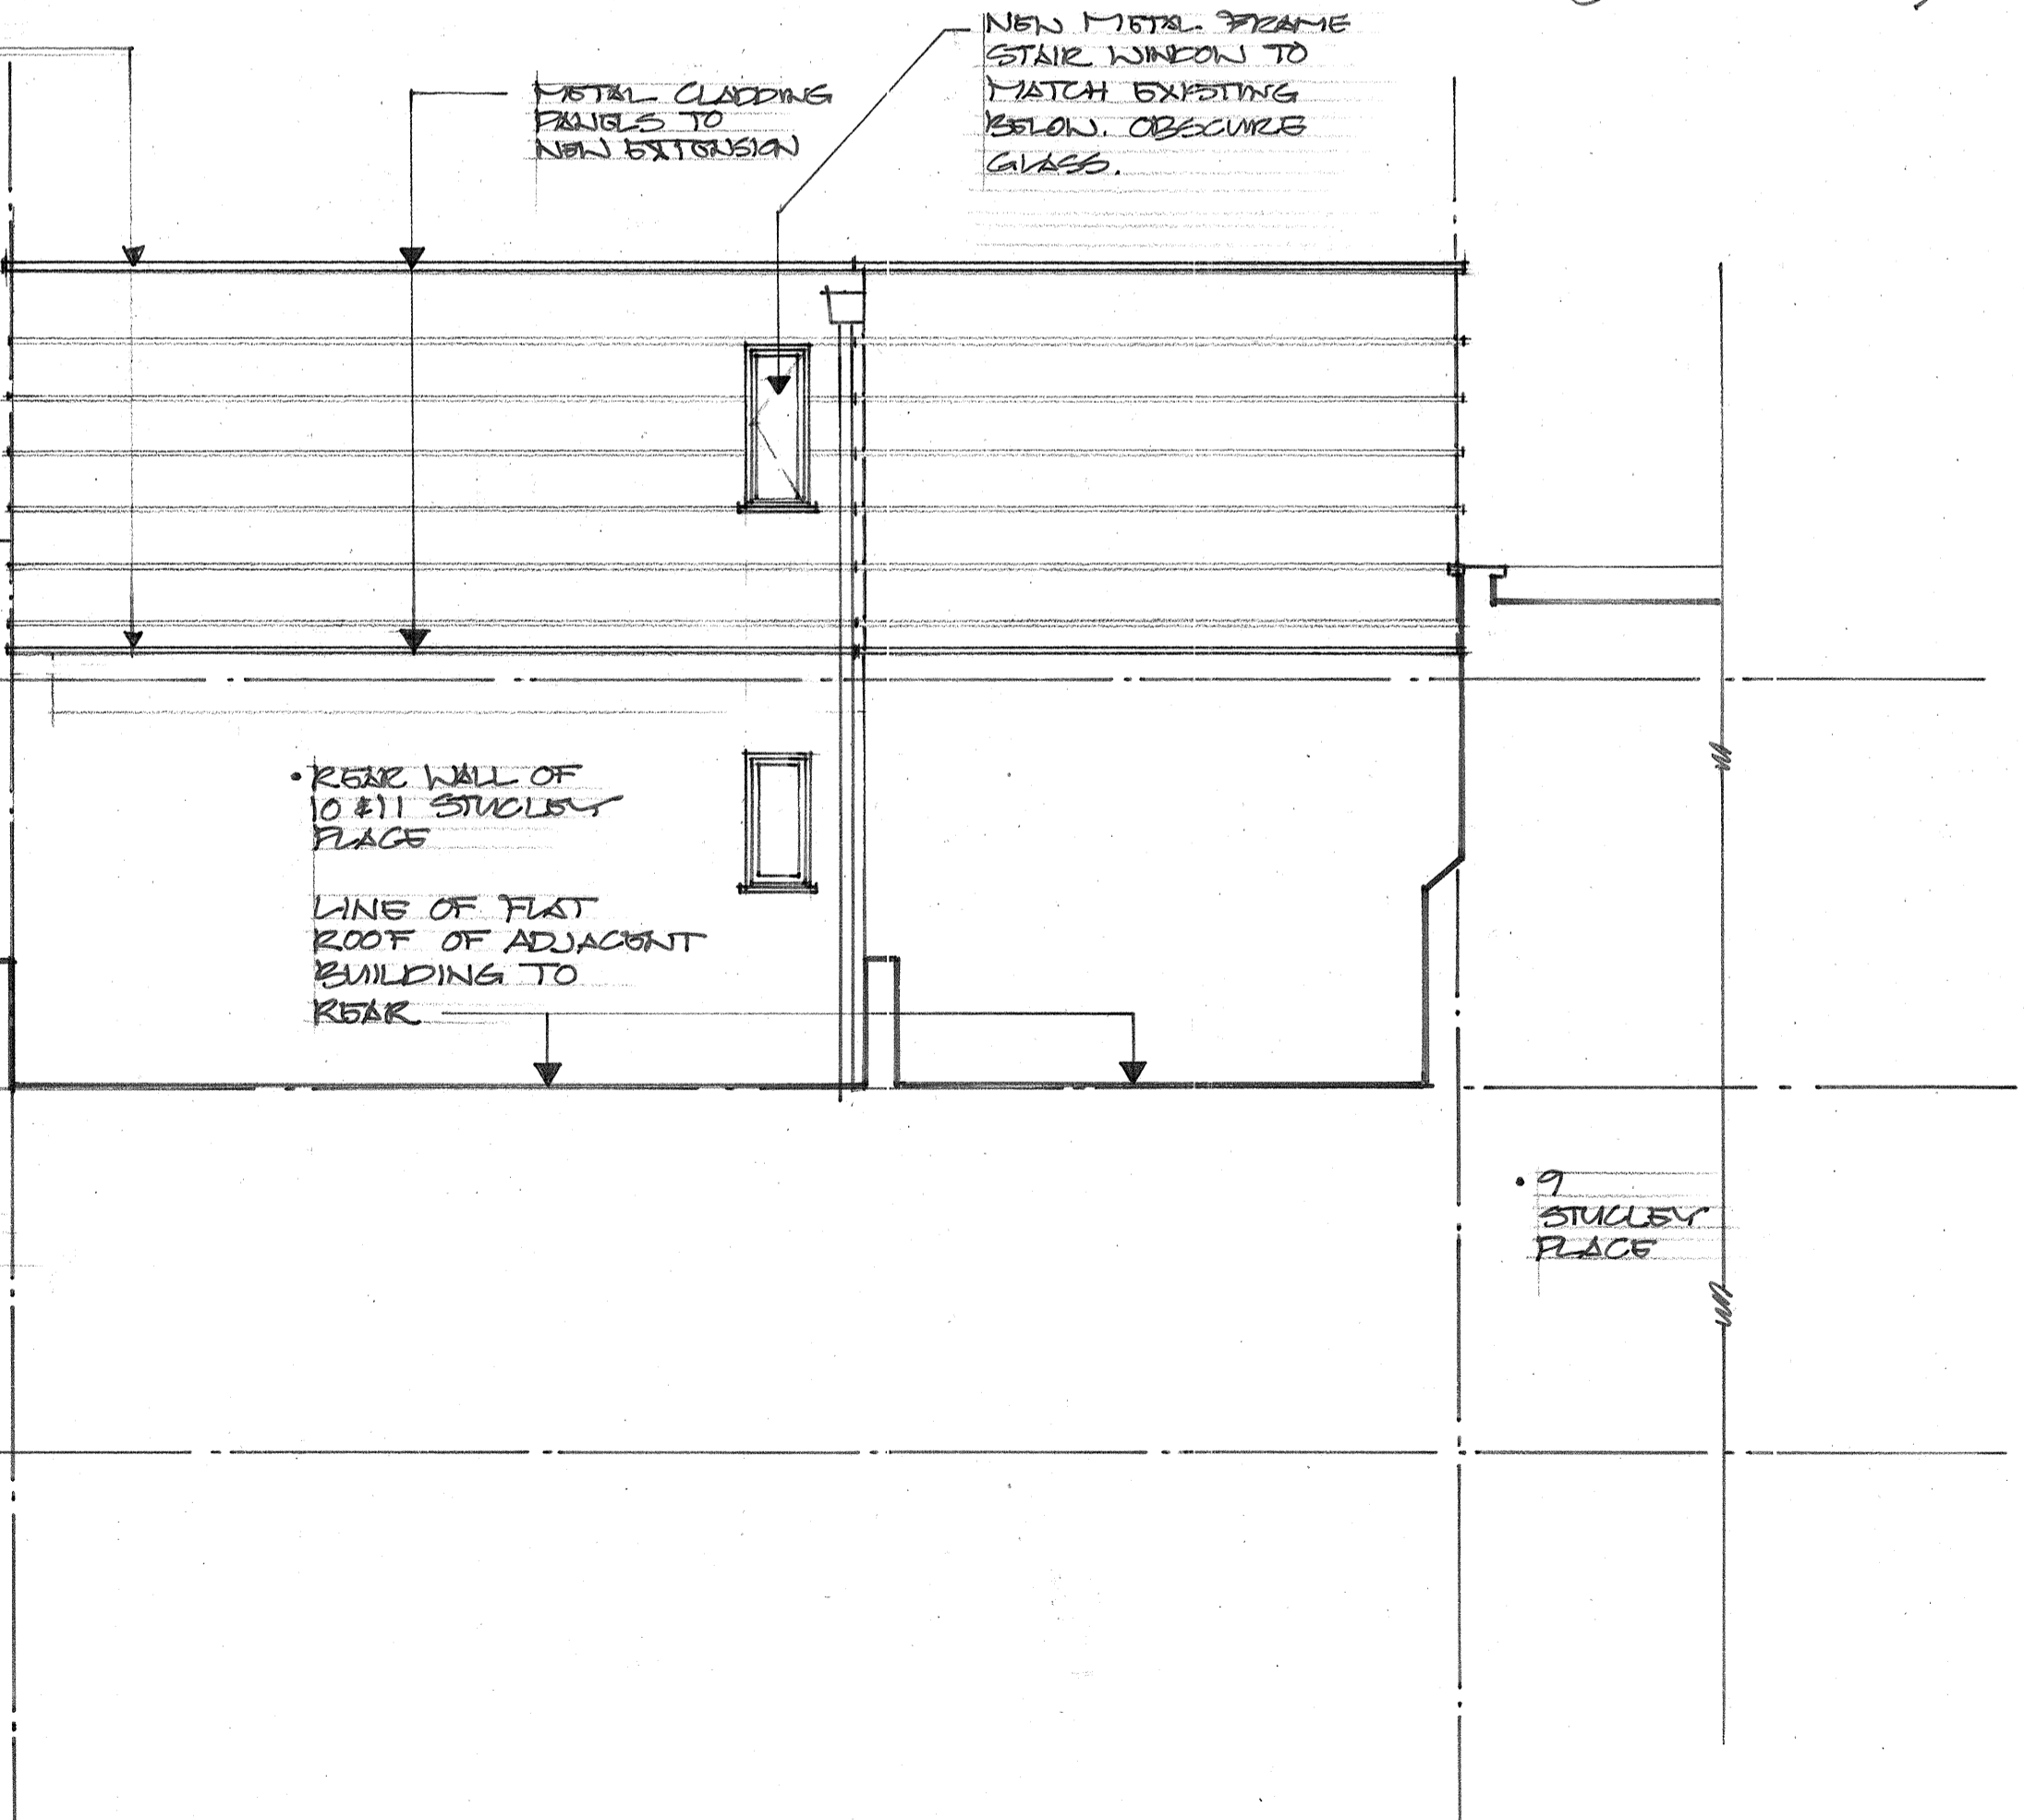 METAL CLADDING
PANELS TO
NEW EXTENSION
NEW METAL FRAME
STAIR WINDOW TO
MATCH EXISTING
BELOW. OBSCURE
GLASS.
• REAR WALL OF
10 & 11 STUCLEY
PLACE
LINE OF FLAT
ROOF OF ADJACENT
BUILDING TO
REAR
• 9
STUCLEY
PLACE